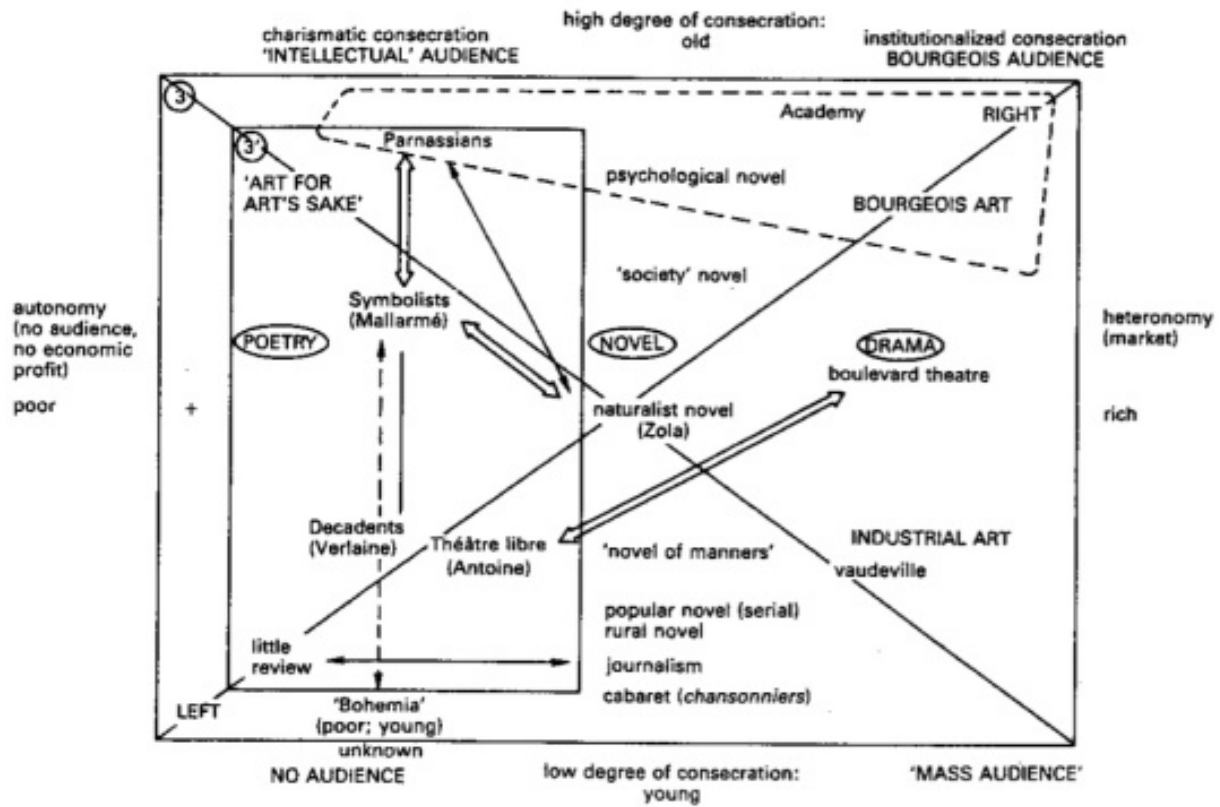 high degree of consecration:
old
charismatic consecration
'INTELLECTUAL' AUDIENCE
institutionalized consecration
BOURGEOIS AUDIENCE
3
Academy
RIGHT
3'
Parnassians
'ART FOR
ART'S SAKE'
psychological novel
BOURGEOIS ART
'society' novel
autonomy
(no audience,
no economic
profit)
poor
+
Symbolists
(Mallarmé)
POETRY
NOVEL
DRAMA
boulevard theatre
heteronomy
(market)
rich
naturalist novel
(Zola)
Decadents
(Verlaine)
Théâtre libre
(Antoine)
'novel of manners'
INDUSTRIAL ART
vaudeville
popular novel (serial)
rural novel
little
review
journalism
cabaret (chansonniers)
LEFT
'Bohemia'
(poor; young)
unknown
NO AUDIENCE
low degree of consecration:
young
'MASS AUDIENCE'